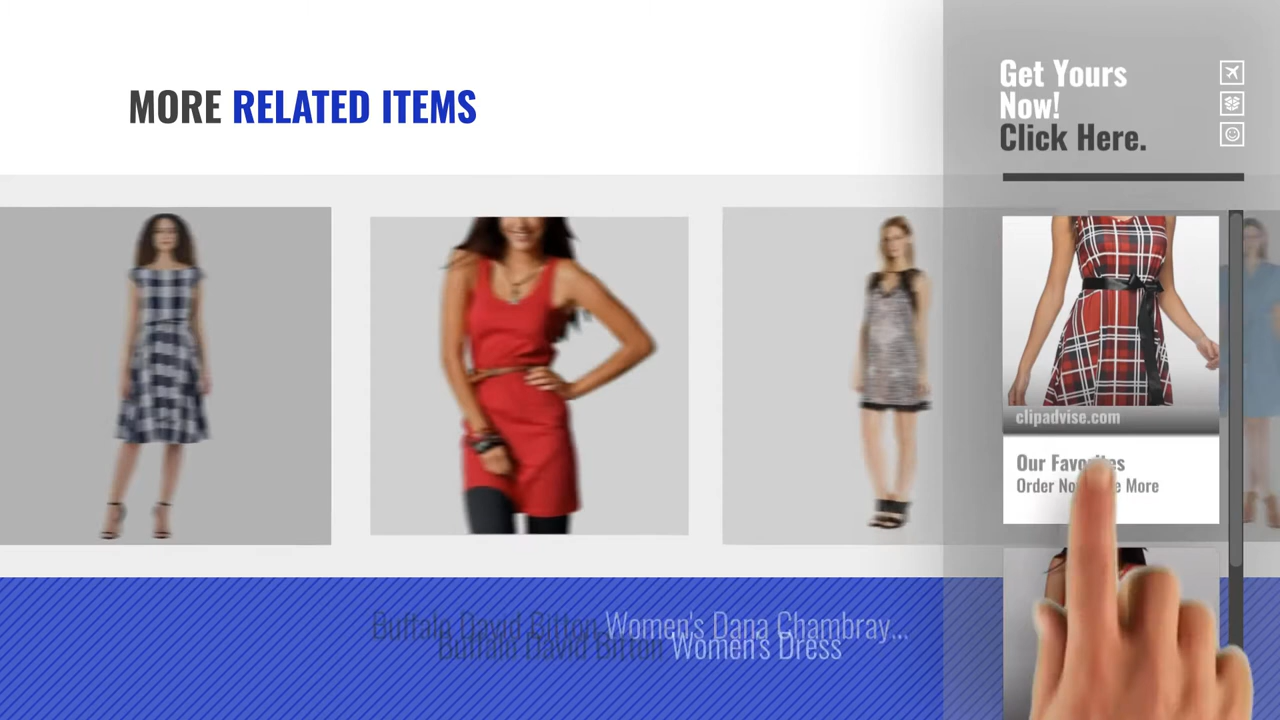 MORE RELATED ITEMS
Get Yours
Now!
Click Here.
clipadvise.com
Our Favorites
Order No More
Buffalo David Bitton Women's Dana Chambray...
Buffalo David Bitton Women's Dress